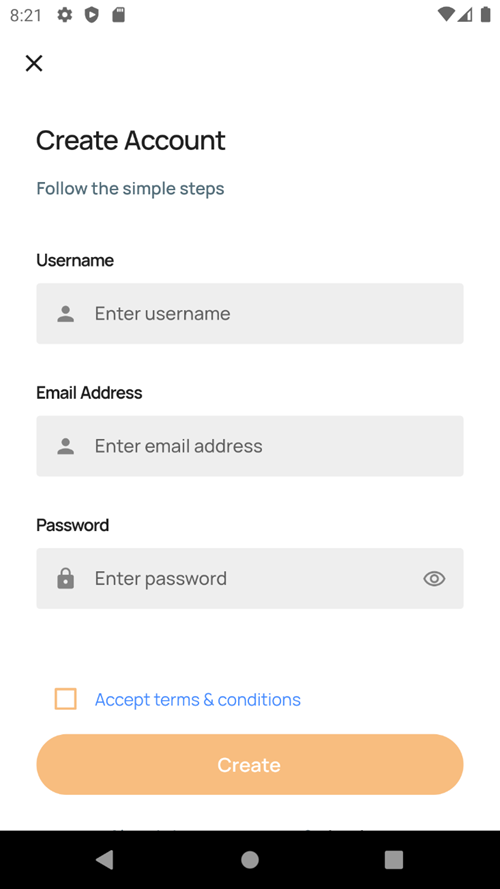 8:21
Create Account
Follow the simple steps
Username
Enter username
Email Address
Enter email address
Password
Enter password
Accept terms & conditions
Create